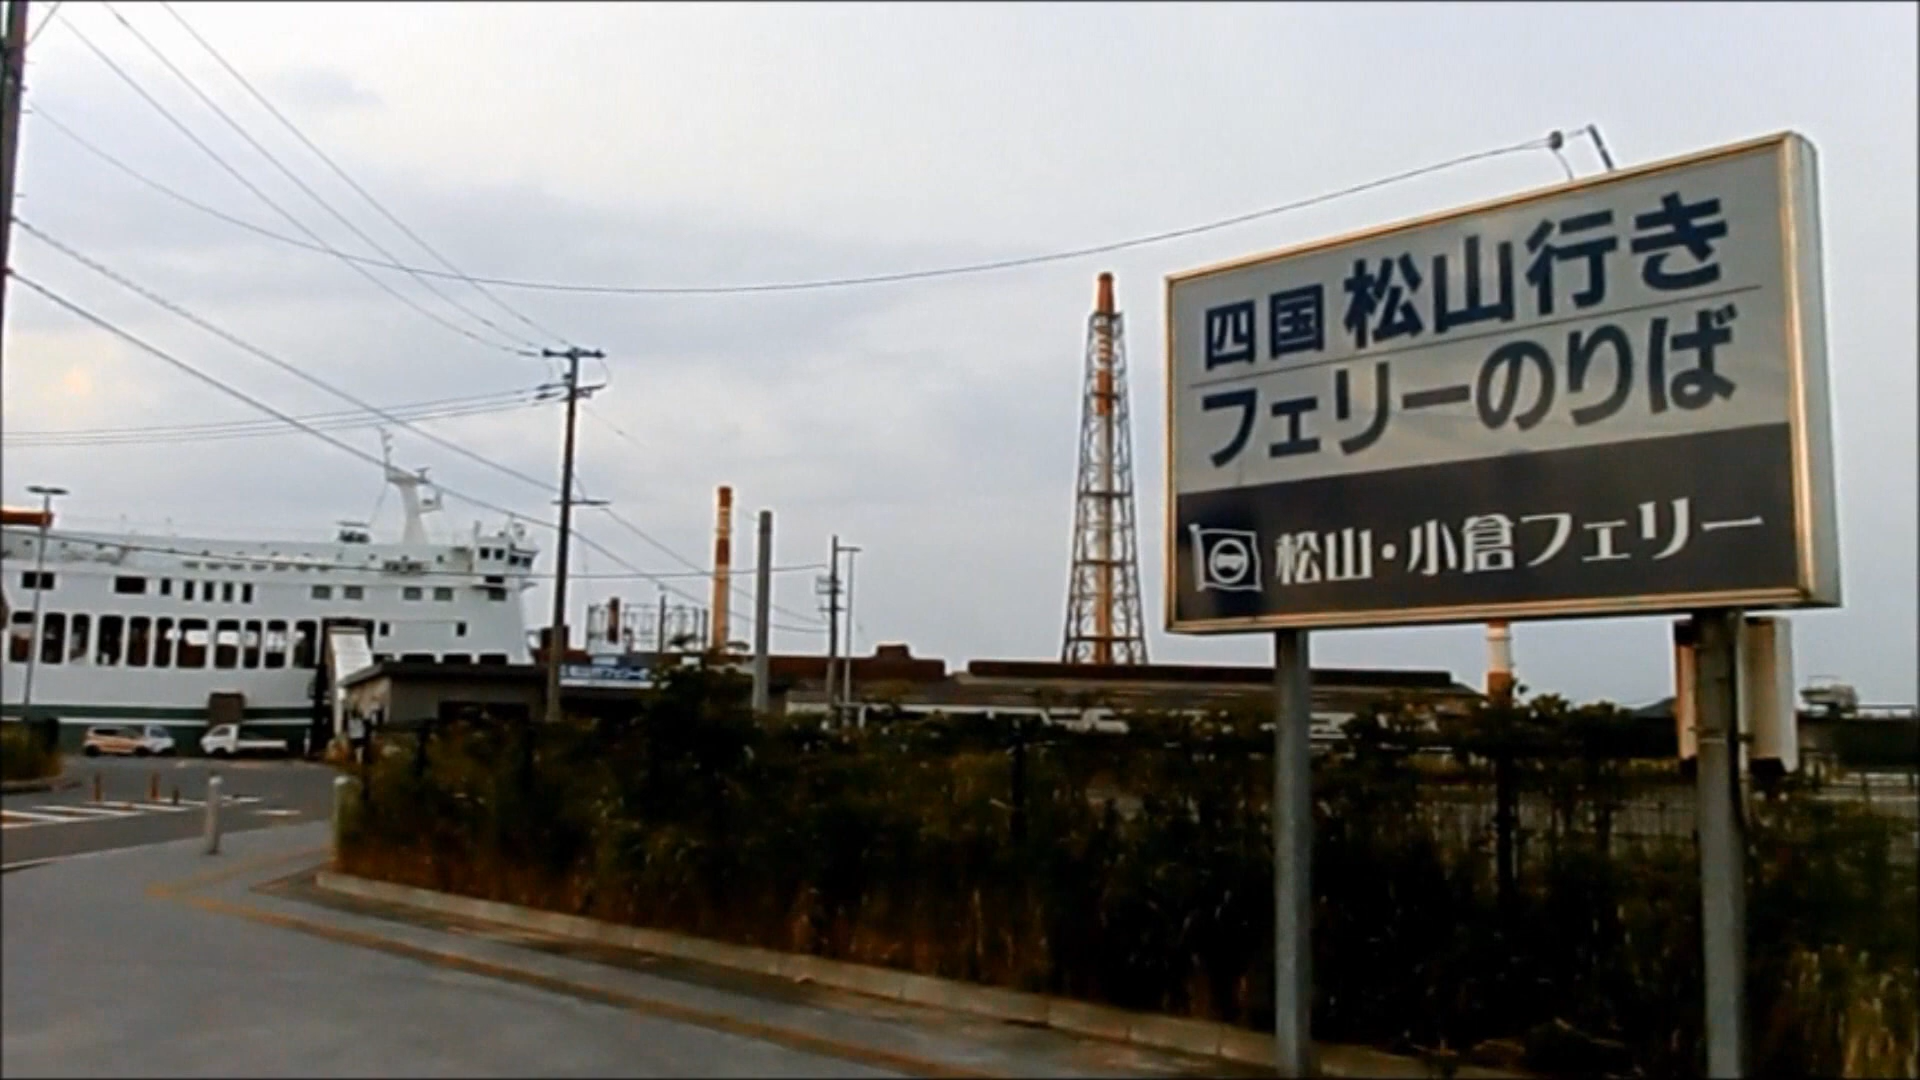 四国 松山行き
フェリーのりば
松山・小倉フェリー